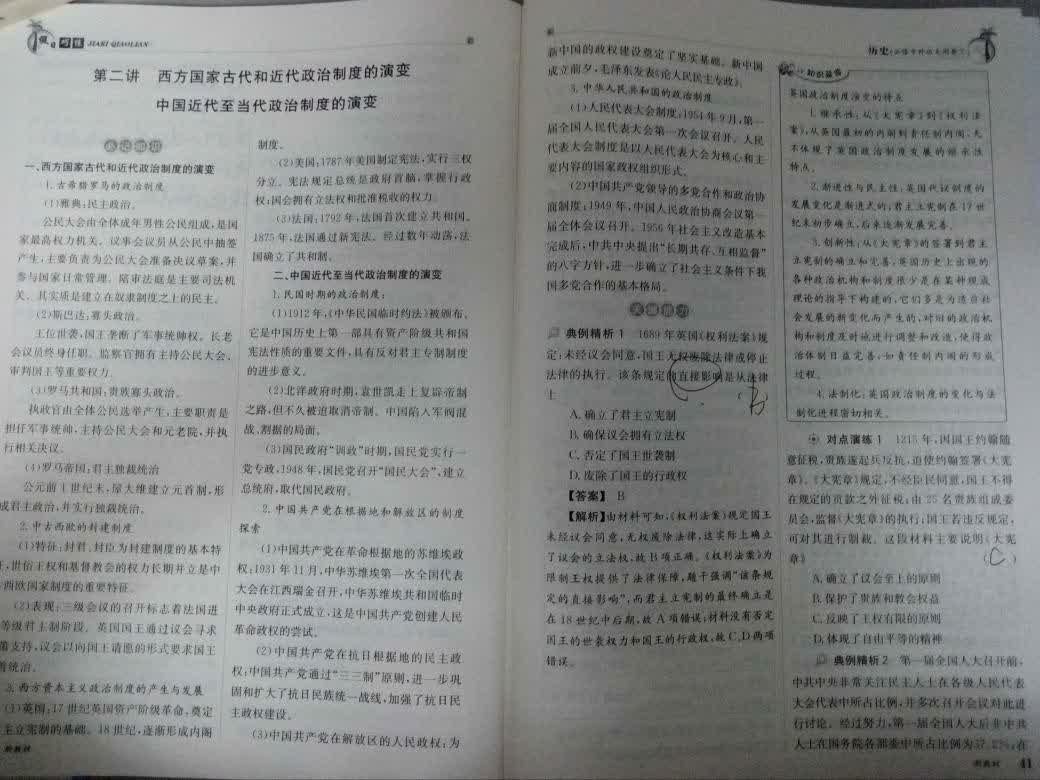 假日巧练 JIARI QIAOLIAN
第二讲 西方国家古代和近代政治制度的演变
中国近代至当代政治制度的演变
一、西方国家古代和近代政治制度的演变
1.古希腊罗马的政治制度
(1)雅典:民主政治。
公民大会由全体成年男性公民组成,是国
家最高权力机关。议事会议员从公民中抽签
产生,主要负责为公民大会准备决议草案,并
参与国家日常管理。陪审法庭是主要司法机
关。其实质是建立在奴隶制度之上的民主。
(2)斯巴达:寡头政治。
王位世袭,国王垄断了军事统帅权。长老
会议员终身任职。监察官拥有主持公民大会、
审判国王等重要权力。
(3)罗马共和国:贵族寡头政治。
执政官由全体公民选举产生,主要职责是
担任军事统帅,主持公民大会和元老院,并执
行相关决议。
(4)罗马帝国:君主独裁统治
公元前1世纪末,屋大维建立元首制,形
成君主政治,并实行独裁统治。
2.中古西欧的封建制度
(1)特征:封君、封臣为封建制度的基本特
征,世俗王权和基督教会的权力长期并立是中
古西欧国家制度的重要特征。
(2)表现:三级会议的召开标志着法国进
等级君主制阶段。英国国王通过议会寻求
策支持,议会以向国王请愿的形式要求国王
善统治。
3.西方资本主义政治制度的产生与发展
(1)英国:17世纪英国资产阶级革命,奠定
主立宪制的基础。18世纪,逐渐形成内阁
新教材
制度。
(2)美国:1787年美国制定宪法,实行三权
分立。宪法规定总统是政府首脑,掌握行政
权;国会拥有立法权和批准税收的权力。
(3)法国:1792年,法国首次建立共和国。
1875年,法国通过新宪法。经过数年动荡,法
国确立了共和制。
二、中国近代至当代政治制度的演变
1.民国时期的政治制度:
(1)1912年,《中华民国临时约法》被颁布。
它是中国历史上第一部具有资产阶级共和国
宪法性质的重要文件,具有反对君主专制制度
的进步意义。
(2)北洋政府时期,袁世凯走上复辟帝制
之路,但不久被迫取消帝制。中国陷入军阀混
战、割据的局面。
(3)国民政府“训政”时期,国民党实行一
党专政,1948年,国民党召开“国民大会”,建立
总统府,取代国民政府。
2.中国共产党在根据地和解放区的制度
探索
(1)中国共产党在革命根据地的苏维埃政
权:1931年11月,中华苏维埃第一次全国代表
大会在江西瑞金召开,中华苏维埃共和国临时
中央政府正式成立,这是中国共产党创建人民
革命政权的尝试。
(2)中国共产党在抗日根据地的民主政
权:中国共产党通过“三三制”原则,进一步巩
固和扩大了抗日民族统一战线,加强了抗日民
主政权建设。
(3)中国共产党在解放区的人民政权:为
历史
新中国的政权建设奠定了坚实基础。新中国
成立前夕,毛泽东发表《论人民民主专政》。
3.中华人民共和国的政治制度
(1)人民代表大会制度:1954年9月,第一
届全国人民代表大会第一次会议召开。人民
代表大会制度是以人民代表大会为核心和主
要内容的国家政权组织形式。
(2)中国共产党领导的多党合作和政治协
商制度:1949年,中国人民政治协商会议第一
届全体会议召开。1956年社会主义改造基本
完成后,中共中央提出“长期共存、互相监督”
的八字方针,进一步确立了社会主义条件下我
国多党合作的基本格局。
典例精析1 1689年英国《权利法案》规
定:未经议会同意,国王无权废除法律或停止
法律的执行。该条规定的直接影响是从法律
上 (B)
A.确立了君主立宪制
B.确保议会拥有立法权
C.否定了国王世袭制
D.废除了国王的行政权
【答案】 B
【解析】由材料可知,《权利法案》规定国王
未经议会同意,无权废除法律,这实际上确立
了议会的立法权,故B项正确。《权利法案》为
限制王权提供了法律保障,题干强调“该条规
定的直接影响”,而君主立宪制的最终确立是
在18世纪中后期,故A项错误;材料没有否定
国王的世袭权力和国王的行政权,故C、D两项
错误。
知识显微
英国政治制度演变的特点
1.继承性:从《大宪章》到《权利法
案》,从英国最初的内阁到责任制内阁,无
不体现了英国政治制度发展的继承性
特点。
2.渐进性与民主性:英国代议制度的
发展变化是渐进式的;君主立宪制在17世
纪末初步确立,后来逐渐发展完善。
3.创新性:从《大宪章》的签署到君主
立宪制的确立和完善,英国历史上出现的
各种政治机构和制度很少是在某种现成
理论的指导下构建的,它们多是为适应社
会发展的新变化而产生的,对旧的政治机
构和制度及时地进行调整和改造,使得政
治体制日益完善,如责任制内阁的形成
过程。
4.法制化:英国政治制度的变化与法
制化进程密切相关。
对点演练1 1215年,因国王约翰随
意征税,贵族遂起兵反抗,迫使约翰签署《大宪
章》。《大宪章》规定,不经臣民同意,国王不得
在规定的贡款之外征税;由25名贵族组成委
员会,监督《大宪章》的执行;国王若违反规定,
可对其进行制裁。这段材料主要说明《大宪
章》 (C)
A.确立了议会至上的原则
B.保护了贵族和教会权益
C.反映了王权有限的原则
D.体现了自由平等的精神
典例精析2 第一届全国人大召开前,
中共中央非常关注民主人士在各级人民代表
大会代表中所占比例,并多次召开会议对此进
行讨论。经过努力,第一届全国人大后非中共
人士在国务院各部委中所占比例为37.2%;在
新教材 41